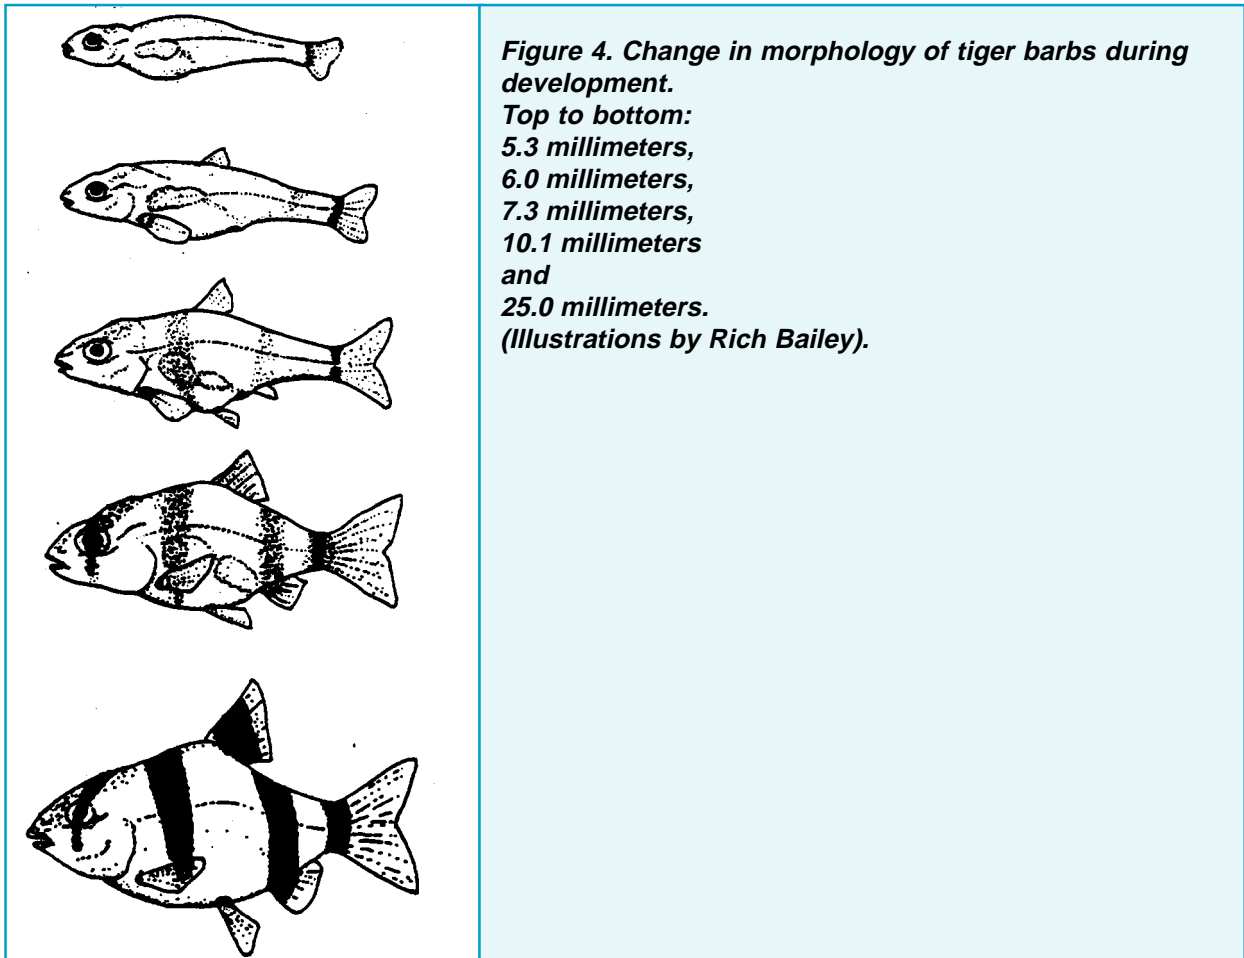 Figure 4. Change in morphology of tiger barbs during
development.
Top to bottom:
5.3 millimeters,
6.0 millimeters,
7.3 millimeters,
10.1 millimeters
and
25.0 millimeters.
(Illustrations by Rich Bailey).